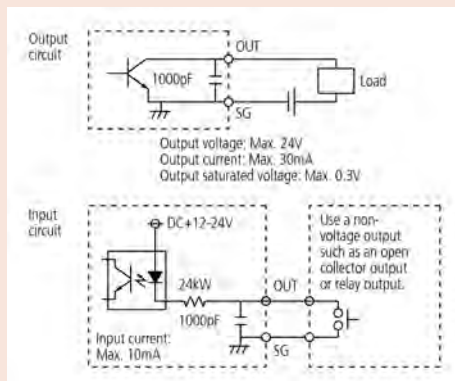 Output
circuit
OUT
1000pF
Load
SG
Output voltage: Max. 24V
Output current: Max. 30mA
Output saturated voltage: Max. 0.3V
Input
circuit
DC+12-24V
Use a non-
voltage output
such as an open
collector output
or relay output.
24kW
OUT
1000pF
Input current:
Max. 10mA
SG